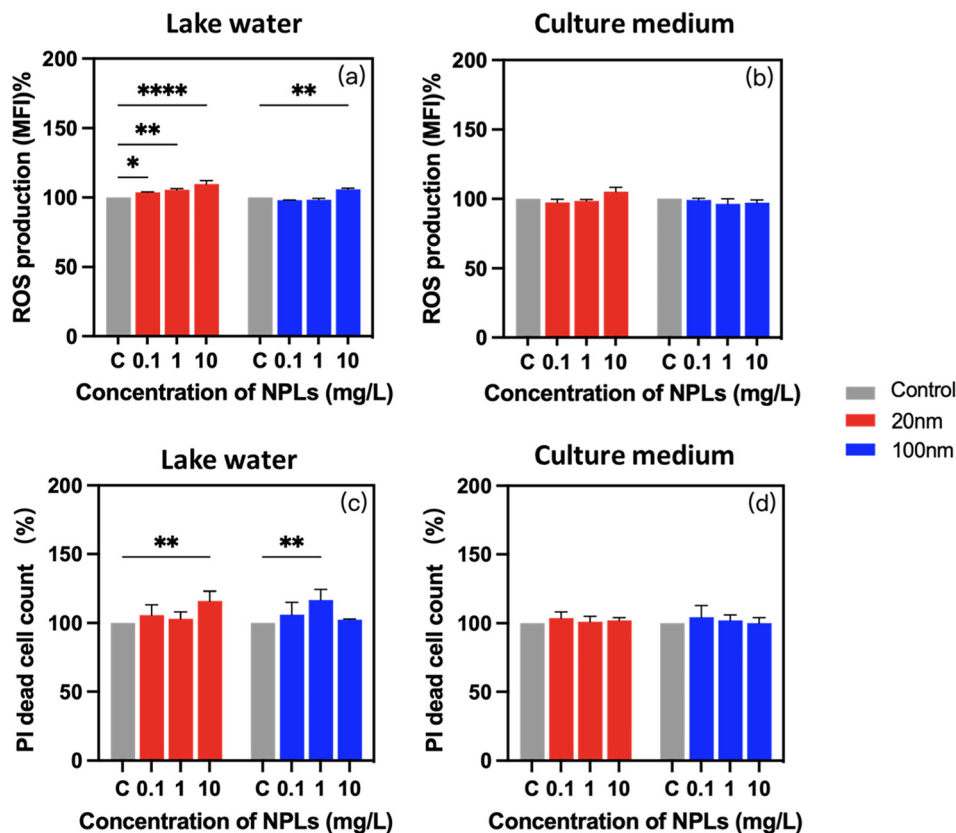 Lake water
Culture medium
ROS production (MFI)%
200
150
100
50
0
(a)
****
**
*
**
C 0.1 1 10 C 0.1 1 10
Concentration of NPLs (mg/L)
ROS production (MFI)%
200
150
100
50
0
(b)
C 0.1 1 10 C 0.1 1 10
Concentration of NPLs (mg/L)
Control
20nm
100nm
Lake water
Culture medium
PI dead cell count (%)
200
150
100
50
0
(c)
**
**
C 0.1 1 10 C 0.1 1 10
Concentration of NPLs (mg/L)
PI dead cell count (%)
200
150
100
50
0
(d)
C 0.1 1 10 C 0.1 1 10
Concentration of NPLs (mg/L)